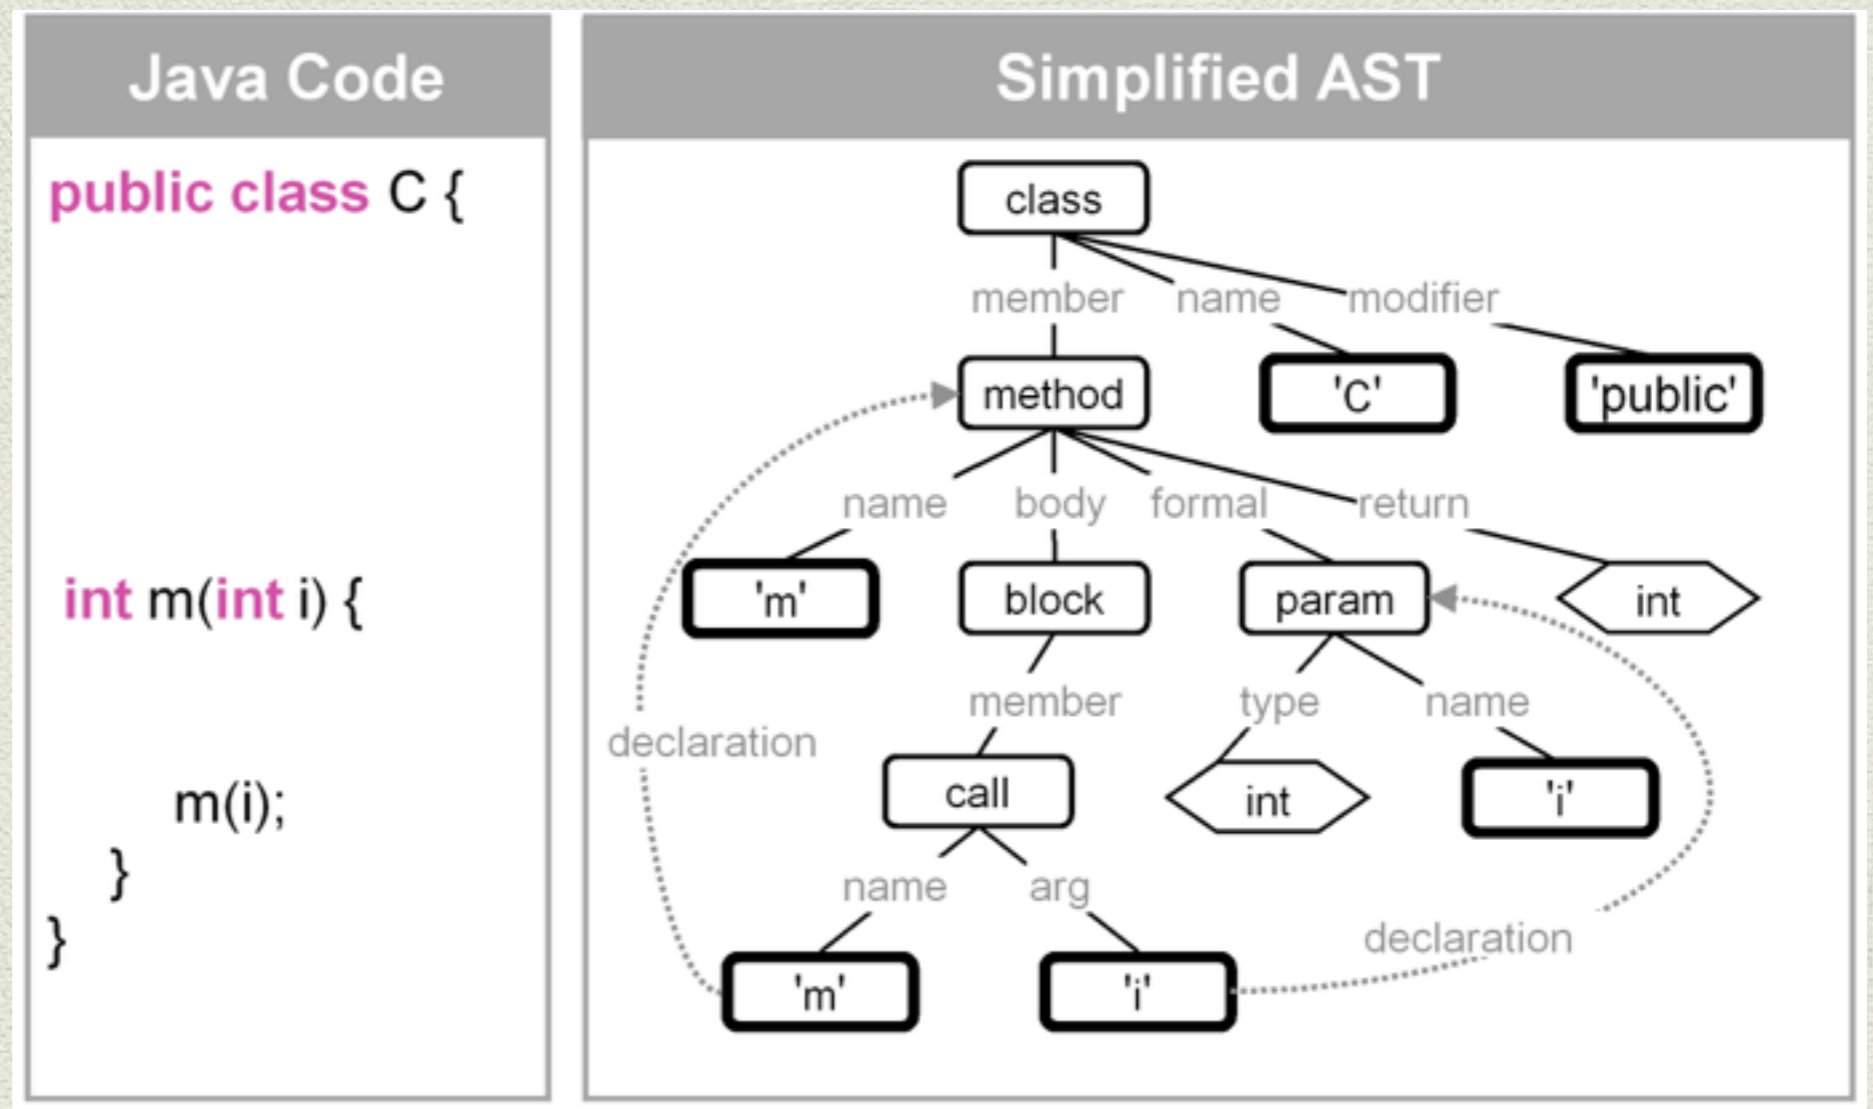 Java Code
public class C {
int m(int i) {
m(i);
}
}
Simplified AST
class
member name modifier
method 'C' 'public'
name body formal return
'm' block param int
member type name
declaration
call int 'i'
name arg
declaration
'm' 'i'